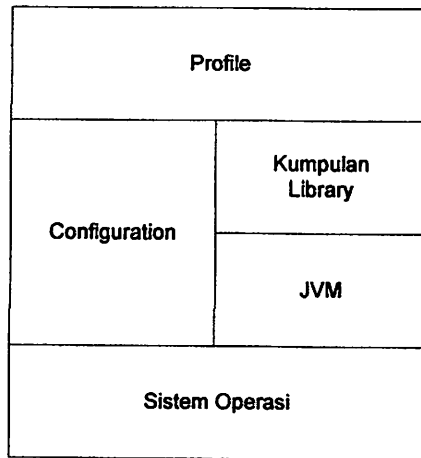 Profile
Kumpulan
Library
Configuration
JVM
Sistem Operasi